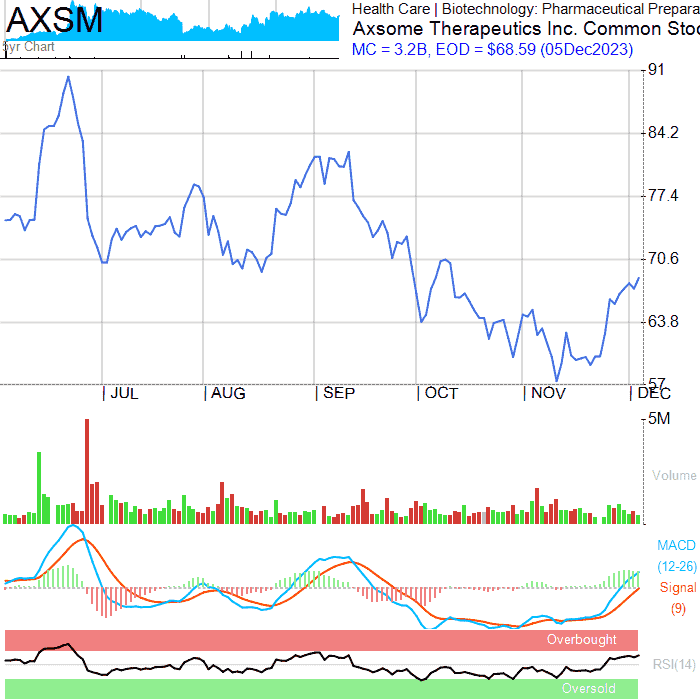 AXSM
5yr Chart
Health Care | Biotechnology: Pharmaceutical Prepara
Axsome Therapeutics Inc. Common Stoc
MC = 3.2B, EOD = $68.59 (05Dec2023)
91
84.2
77.4
70.6
63.8
57
| JUL | AUG | SEP | OCT | NOV | DEC
5M
Volume
MACD
(12-26)
Signal
(9)
Overbought
RSI(14)
Oversold